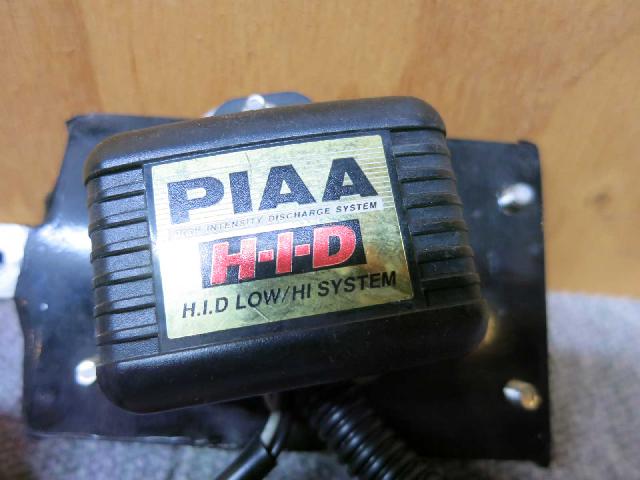 PIAA
HIGH INTENSITY DISCHARGE SYSTEM
H-I-D
H.I.D LOW/HI SYSTEM